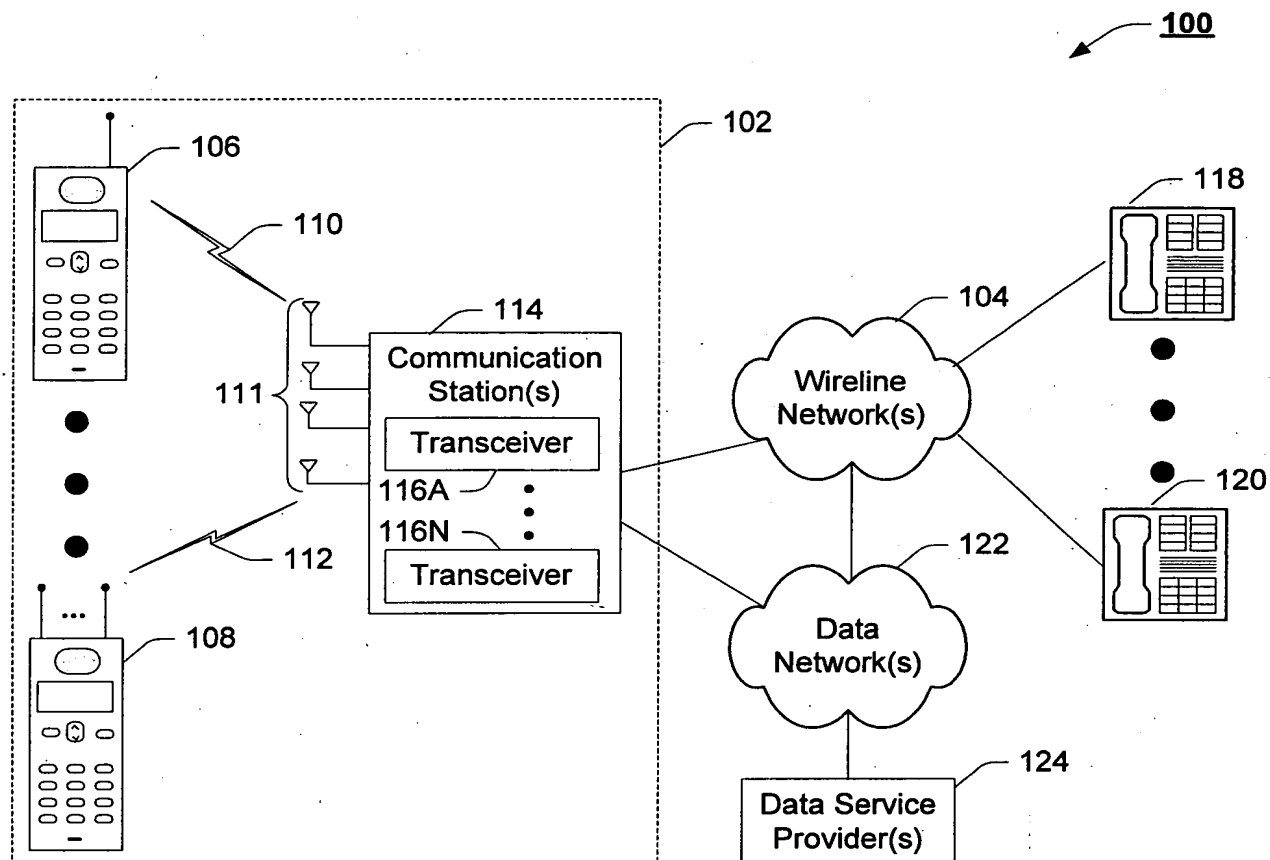 100
102
106
118
110
104
114
Communication
Station(s)
111
Wireline
Network(s)
Transceiver
116A
120
116N
122
112
Transceiver
...
108
Data
Network(s)
124
Data Service
Provider(s)